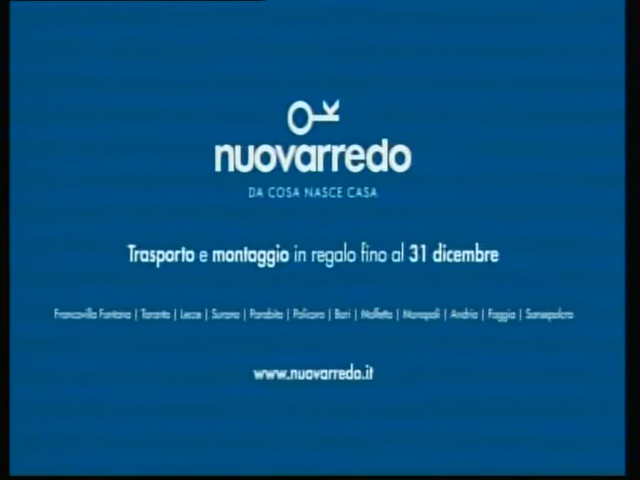 OK
nuovarredo
DA COSA NASCE CASA
Trasporto e montaggio in regalo fino al 31 dicembre
Francavilla Fontana | Taranto | Lecce | Surano | Parabita | Policoro | Bari | Molfetta | Monopoli | Andria | Foggia | Sansepolcro
www.nuovarredo.it